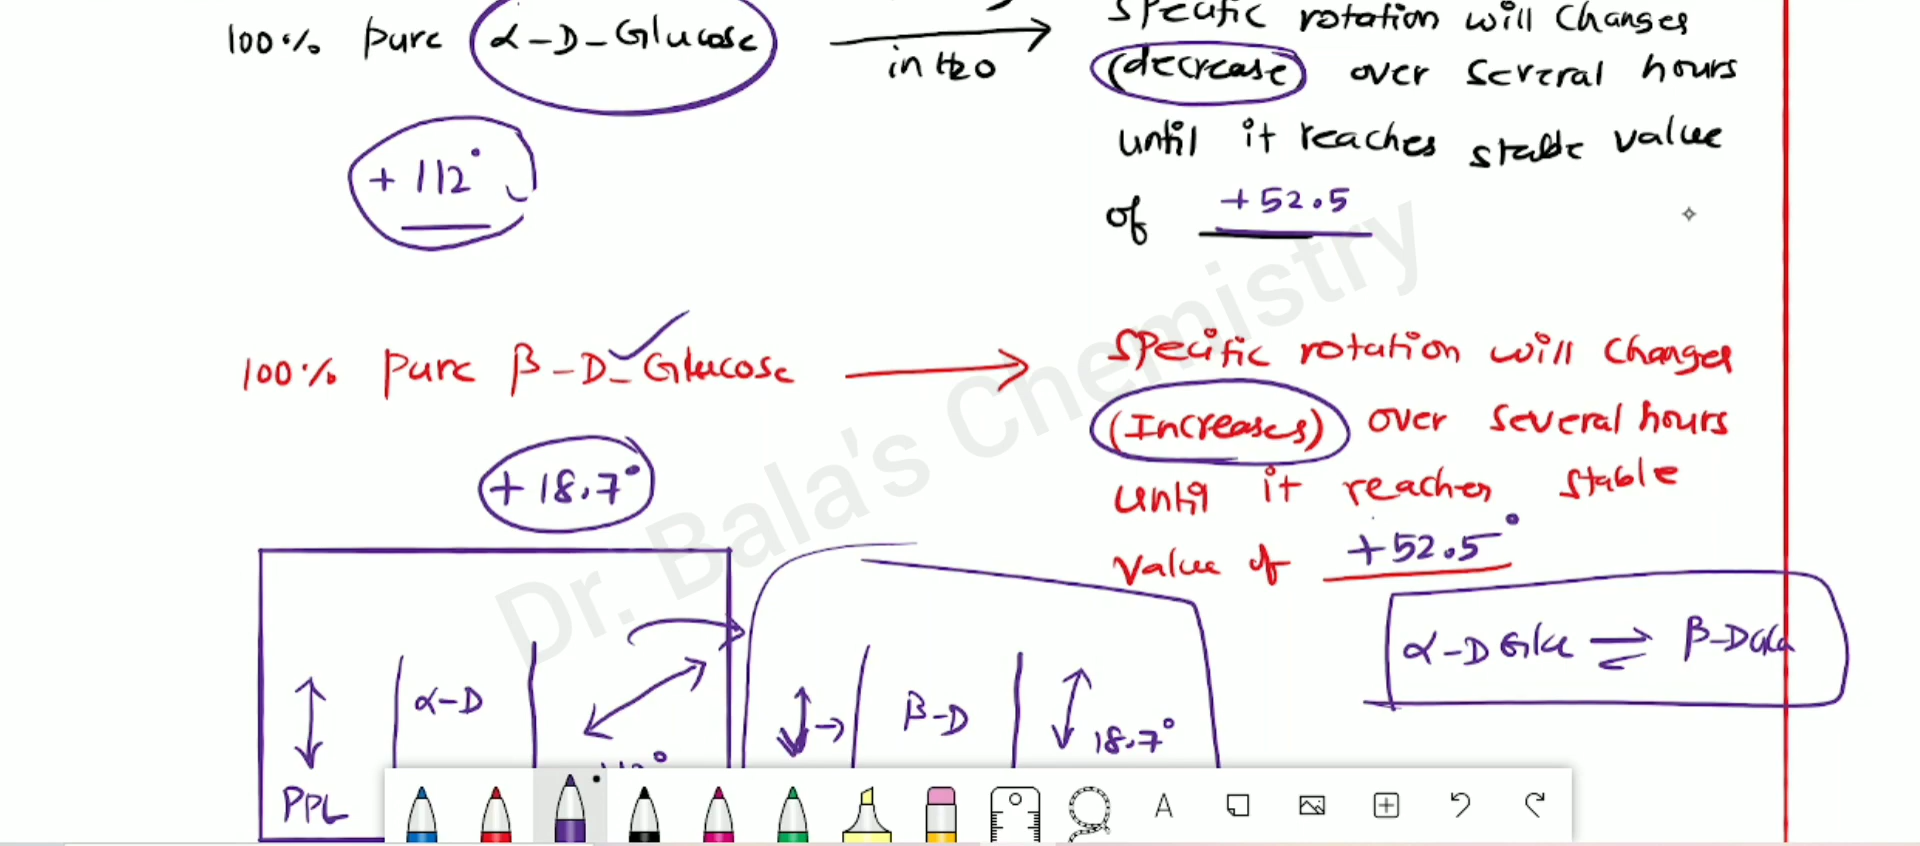 100% Pure α-D-Glucose
in H2O
Specific rotation will Changes
(decrease) over several hours
until it reaches stable value
of +52.5
+112°
100% Pure β-D-Glucose
Specific rotation will Changes
(Increases) over several hours
until it reaches stable
Value of +52.5°
+18.7°
α-D Glu ⇌ β-D
α-D
PPL
β-D
18.7°
Dr. Bala's Chemistry
A